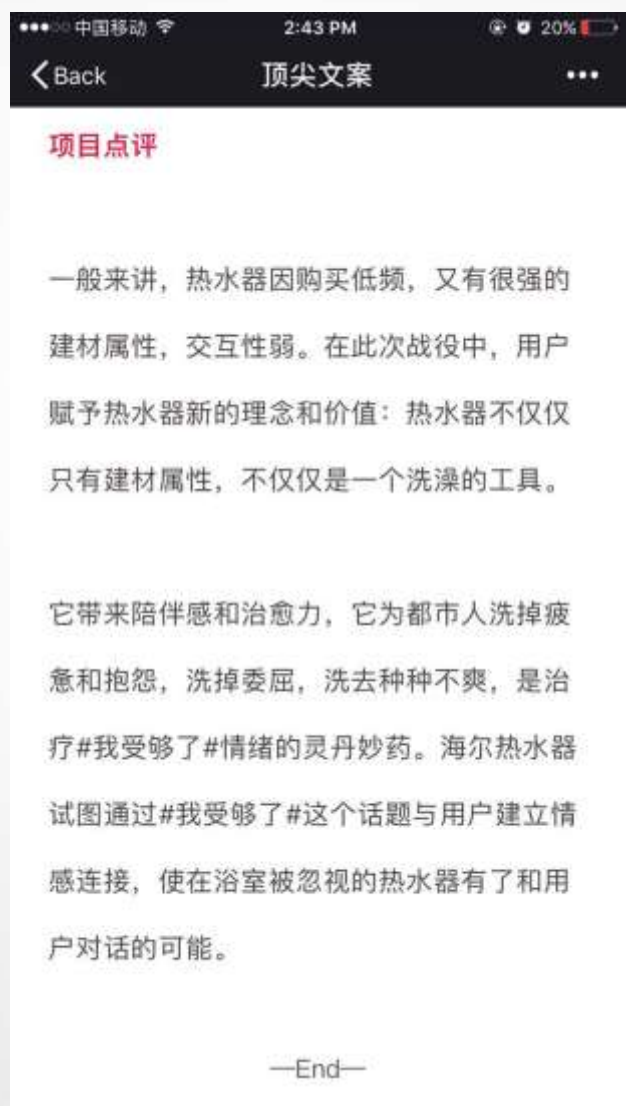 中国移动 2:43 PM 20%
Back 顶尖文案
项目点评
一般来讲，热水器因购买低频，又有很强的
建材属性，交互性弱。在此次战役中，用户
赋予热水器新的理念和价值：热水器不仅仅
只有建材属性，不仅仅是一个洗澡的工具。
它带来陪伴感和治愈力，它为都市人洗掉疲
惫和抱怨，洗掉委屈，洗去种种不爽，是治
疗#我受够了#情绪的灵丹妙药。海尔热水器
试图通过#我受够了#这个话题与用户建立情
感连接，使在浴室被忽视的热水器有了和用
户对话的可能。
—End—